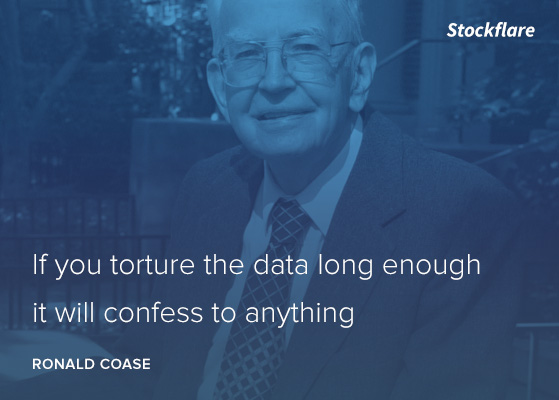 Stockflare
If you torture the data long enough
it will confess to anything
RONALD COASE